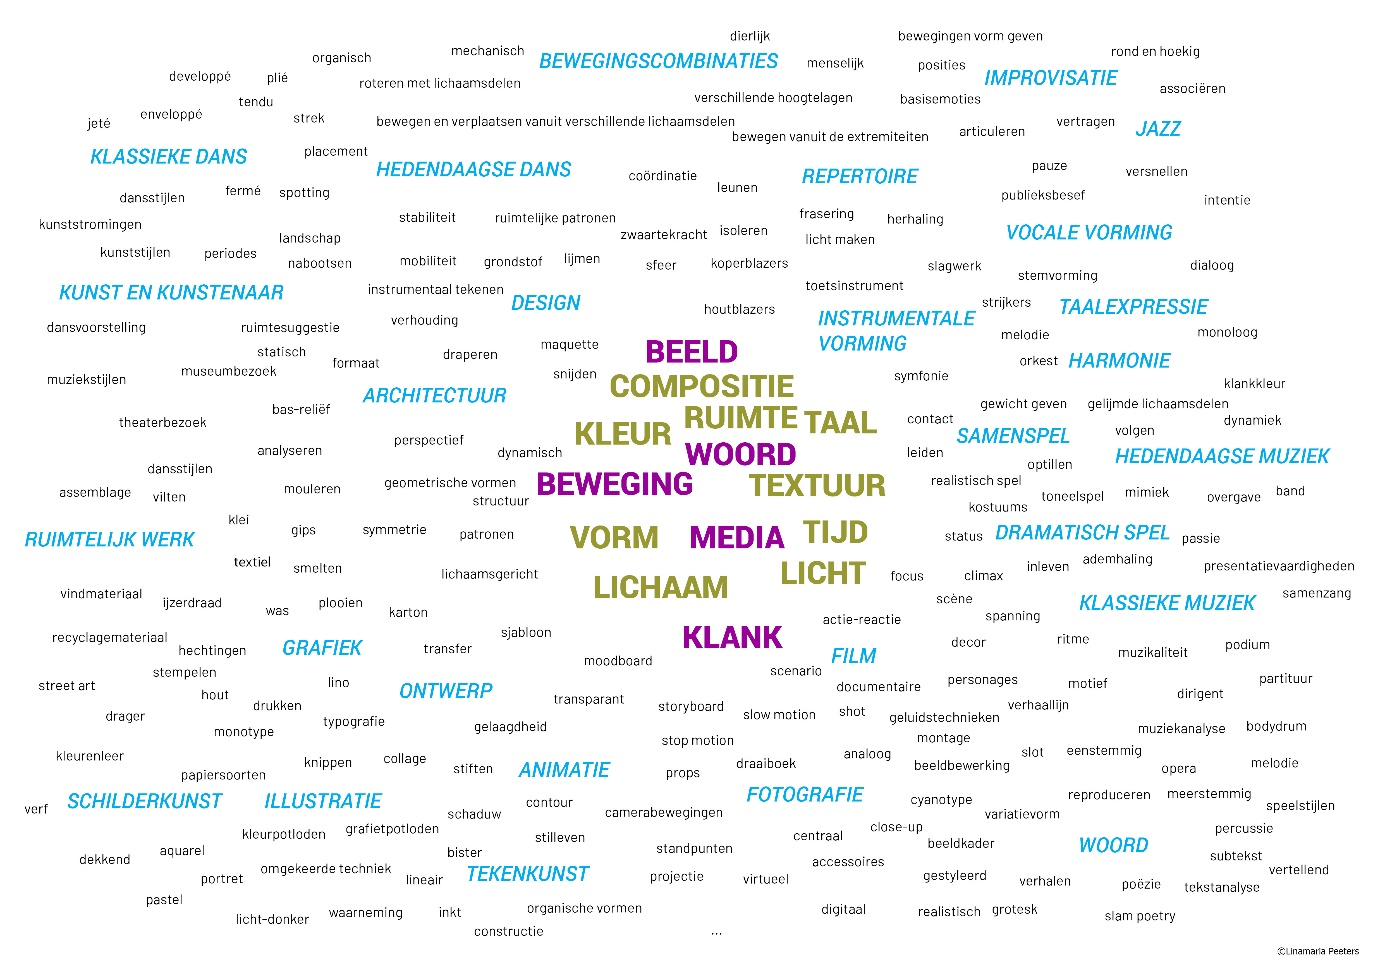 dierlijk
bewegingen vorm geven
mechanisch
rond en hoekig
organisch
BEWEGINGSCOMBINATIES
menselijk
posities
developpé
plié
IMPROVISATIE
roteren met lichaamsdelen
associëren
tendu
verschillende hoogtelagen
basisemoties
enveloppé
strek
jeté
bewegen en verplaatsen vanuit verschillende lichaamsdelen
vertragen
JAZZ
bewegen vanuit de extremiteiten
articuleren
KLASSIEKE DANS
placement
HEDENDAAGSE DANS
pauze
versnellen
coördinatie
REPERTOIRE
leunen
fermé
spotting
dansstijlen
publieksbesef
intentie
kunststromingen
stabiliteit
ruimtelijke patronen
frasering
herhaling
landschap
zwaartekracht
isoleren
licht maken
VOCALE VORMING
kunststijlen
periodes
nabootsen
mobiliteit
grondstof
lijmen
sfeer
koperblazers
slagwerk
stemvorming
dialoog
KUNST EN KUNSTENAAR
instrumentaal tekenen
DESIGN
toetsinstrument
strijkers
TAALEXPRESSIE
houtblazers
dansvoorstelling
ruimtesuggestie
verhouding
INSTRUMENTALE
VORMING
melodie
monoloog
statisch
formaat
draperen
maquette
BEELD
orkest
HARMONIE
muziekstijlen
museumbezoek
snijden
COMPOSITIE
symfonie
klankkleur
ARCHITECTUUR
bas-reliëf
gewicht geven
gelijmde lichaamsdelen
theaterbezoek
KLEUR
RUIMTE
TAAL
contact
dynamiek
perspectief
SAMENSPEL
volgen
analyseren
dynamisch
WOORD
leiden
HEDENDAAGSE MUZIEK
dansstijlen
optillen
assemblage
vilten
mouleren
geometrische vormen
BEWEGING
TEXTUUR
realistisch spel
toneelspel
mimiek
overgave
band
structuur
kostuums
klei
gips
symmetrie
patronen
VORM
MEDIA
TIJD
status
DRAMATISCH SPEL
passie
RUIMTELIJK WERK
textiel
smelten
lichaamsgericht
LICHAAM
LICHT
focus
climax
inleven
ademhaling
presentatievaardigheden
vindmateriaal
ijzerdraad
was
plooien
karton
scène
KLASSIEKE MUZIEK
samenzang
spanning
actie-reactie
recyclagemateriaal
hechtingen
GRAFIEK
transfer
sjabloon
KLANK
FILM
decor
ritme
muzikaliteit
podium
moodboard
stempelen
scenario
street art
hout
lino
ONTWERP
documentaire
personages
motief
dirigent
partituur
drukken
transparant
storyboard
slow motion
shot
geluidstechnieken
verhaallijn
drager
monotype
typografie
gelaagdheid
stop motion
montage
muziekanalyse
bodydrum
kleurenleer
knippen
collage
stiften
ANIMATIE
props
draaiboek
analoog
beeldbewerking
slot
eenstemmig
opera
melodie
papiersoorten
verf
SCHILDERKUNST
ILLUSTRATIE
schaduw
contour
camerabewegingen
FOTOGRAFIE
cyanotype
variatievorm
reproduceren
meerstemmig
speelstijlen
kleurpotloden
grafietpotloden
stilleven
centraal
close-up
beeldkader
WOORD
percussie
dekkend
aquarel
bister
standpunten
accessoires
subtekst
portret
omgekeerde techniek
lineair
TEKENKUNST
projectie
virtueel
gestyleerd
verhalen
poëzie
tekstanalyse
vertellend
pastel
licht-donker
waarneming
inkt
organische vormen
digitaal
realistisch
grotesk
slam poetry
constructie
...
©Linamaria Peeters